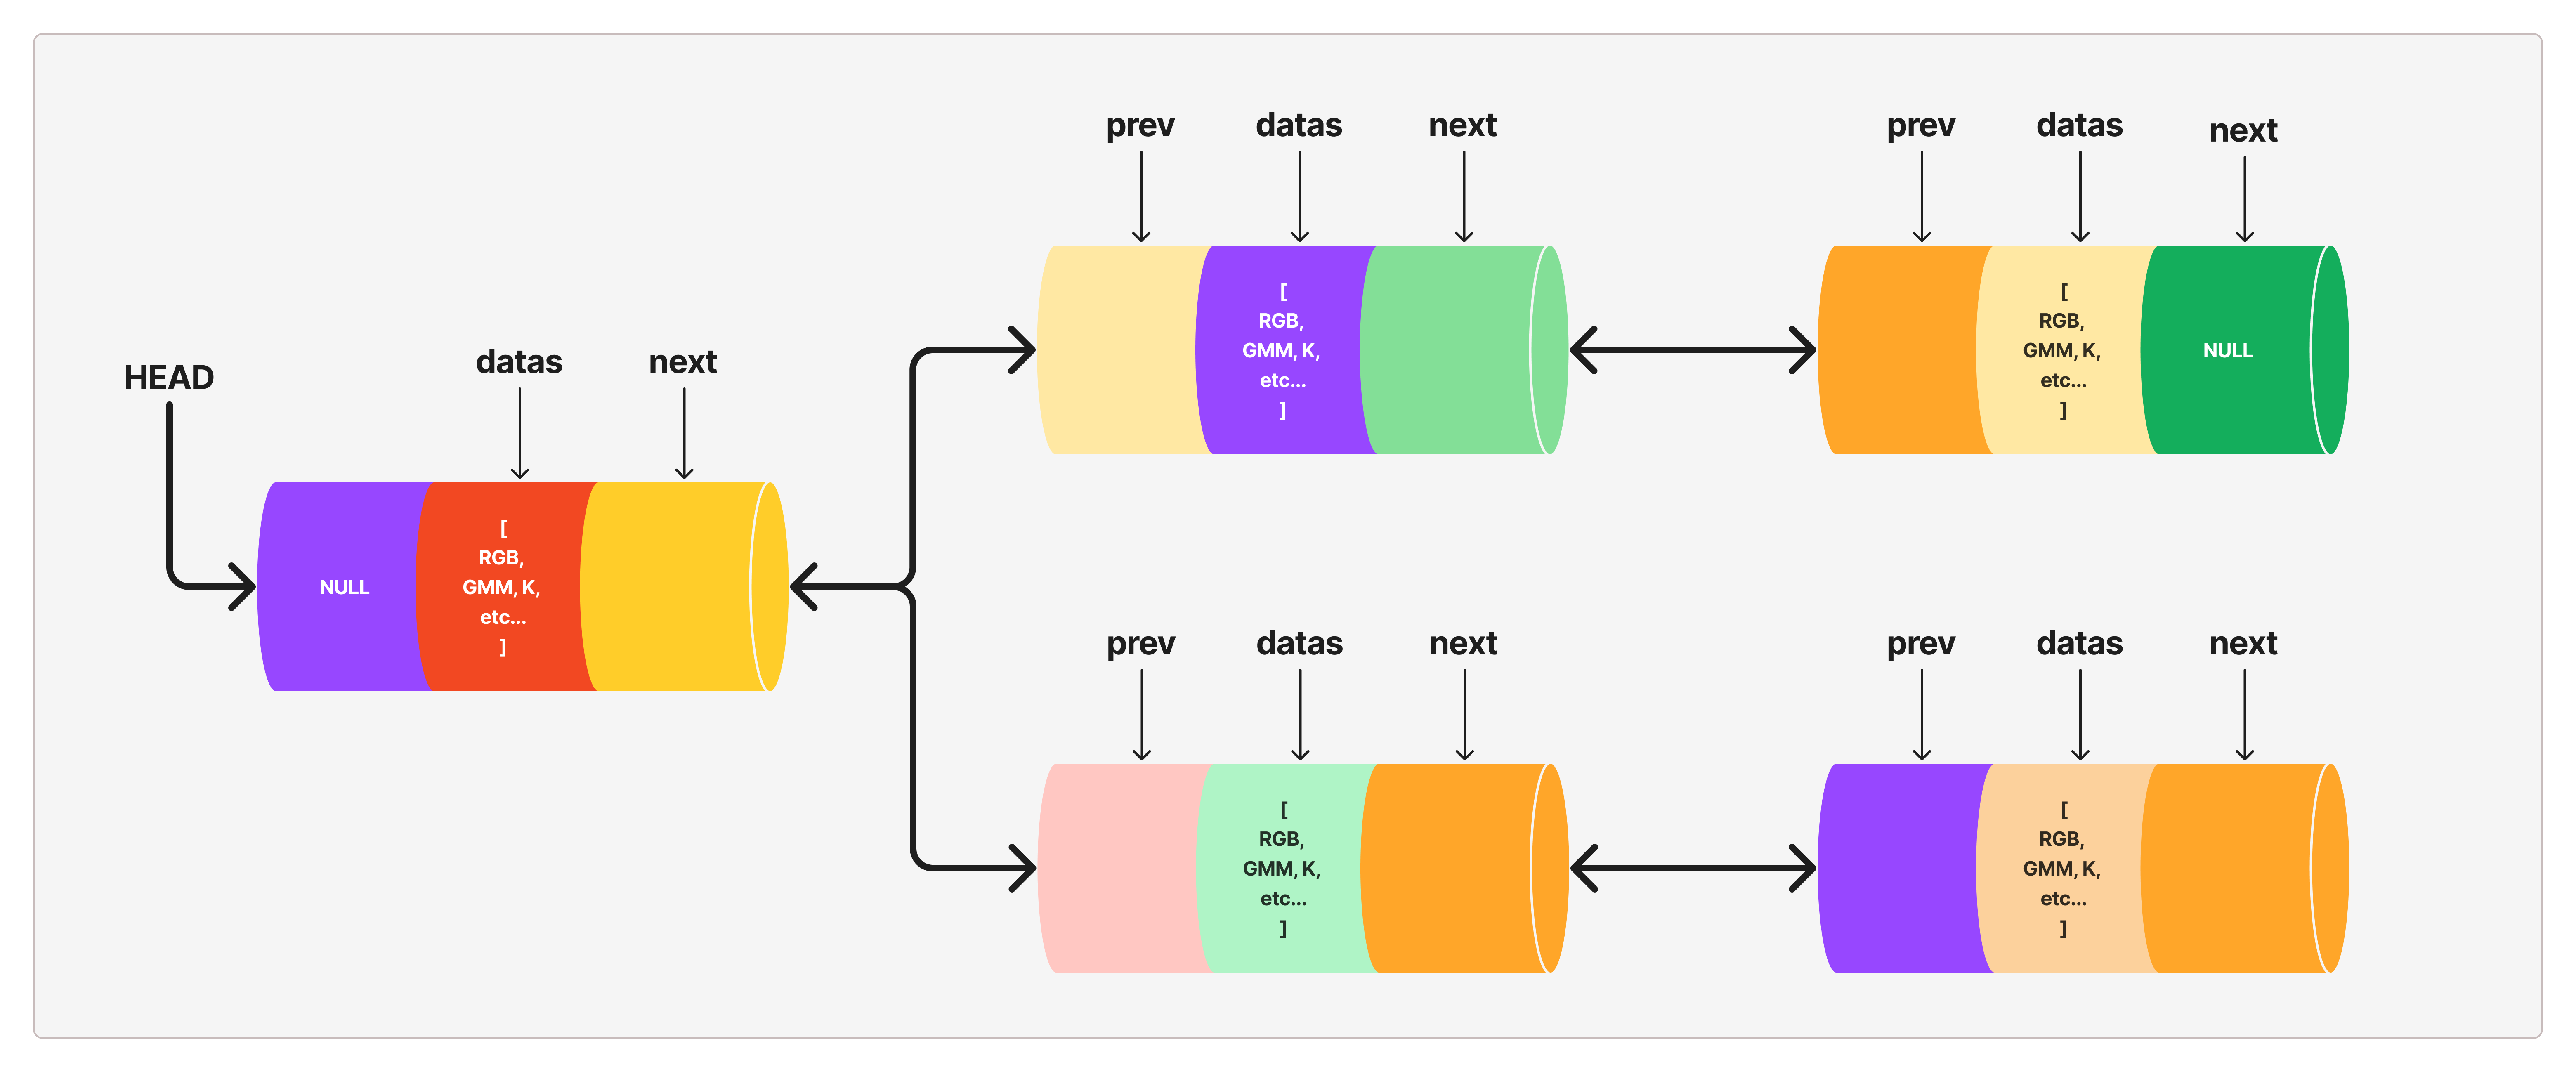 prev
datas
next
prev
datas
next
[
RGB,
GMM, K,
etc...
]
[
RGB,
GMM, K,
etc...
]
NULL
HEAD
datas
next
NULL
[
RGB,
GMM, K,
etc...
]
prev
datas
next
prev
datas
next
[
RGB,
GMM, K,
etc...
]
[
RGB,
GMM, K,
etc...
]